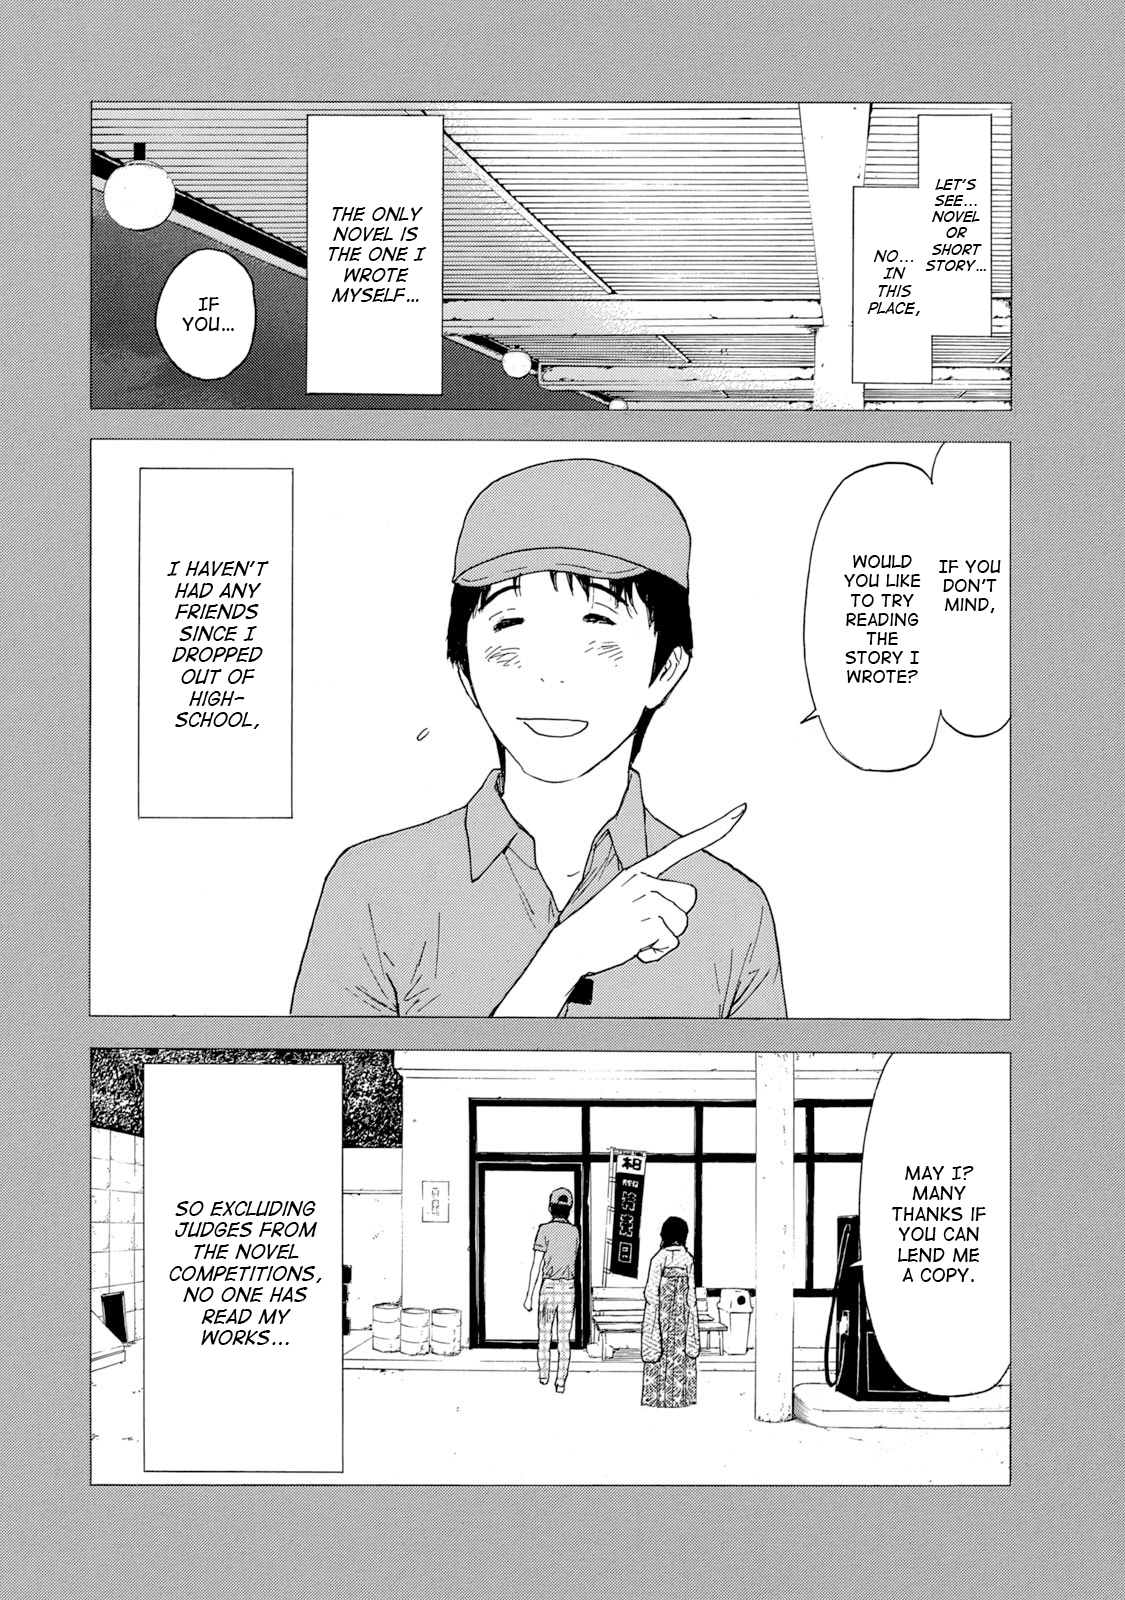 LET'S
SEE...
NOVEL
OR
SHORT
STORY...
NO...
IN
THIS
PLACE,
THE ONLY
NOVEL IS
THE ONE I
WROTE
MYSELF...
IF
YOU...
IF YOU
DON'T
MIND,
WOULD
YOU LIKE
TO TRY
READING
THE
STORY I
WROTE?
I HAVEN'T
HAD ANY
FRIENDS
SINCE I
DROPPED
OUT OF
HIGH-
SCHOOL,
MAY I?
MANY
THANKS IF
YOU CAN
LEND ME
A COPY.
SO EXCLUDING
JUDGES FROM
THE NOVEL
COMPETITIONS,
NO ONE HAS
READ MY
WORKS...